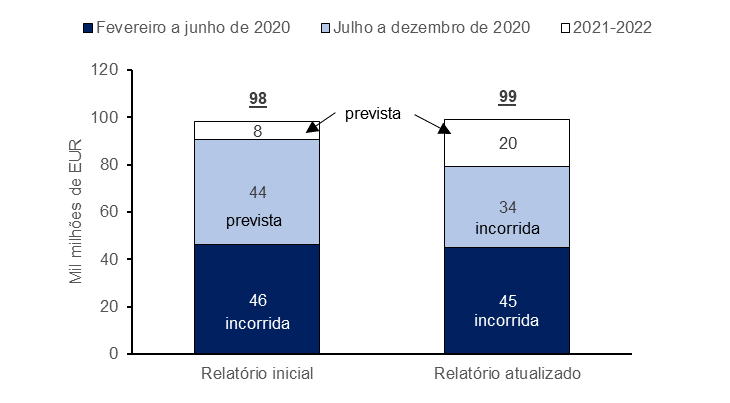 Fevereiro a junho de 2020 Julho a dezembro de 2020 2021-2022
Mil milhões de EUR
120
100
80
60
40
20
0
98
8
44
prevista
46
incorrida
prevista
99
20
34
incorrida
45
incorrida
Relatório inicial Relatório atualizado